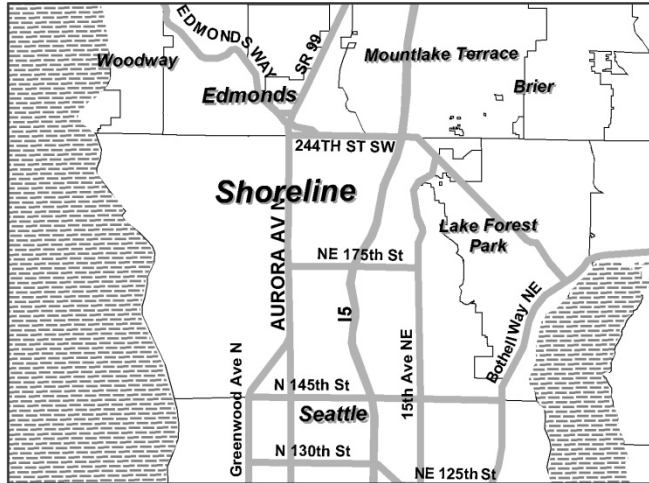 EDMONDS WAY
SR 99
Woodway
Mountlake Terrace
Brier
Edmonds
244TH ST SW
Shoreline
AURORA AV N
Lake Forest
Park
NE 175th St
I5
Bothell Way NE
15th Ave NE
Greenwood Ave N
N 145th St
Seattle
N 130th St
NE 125th St